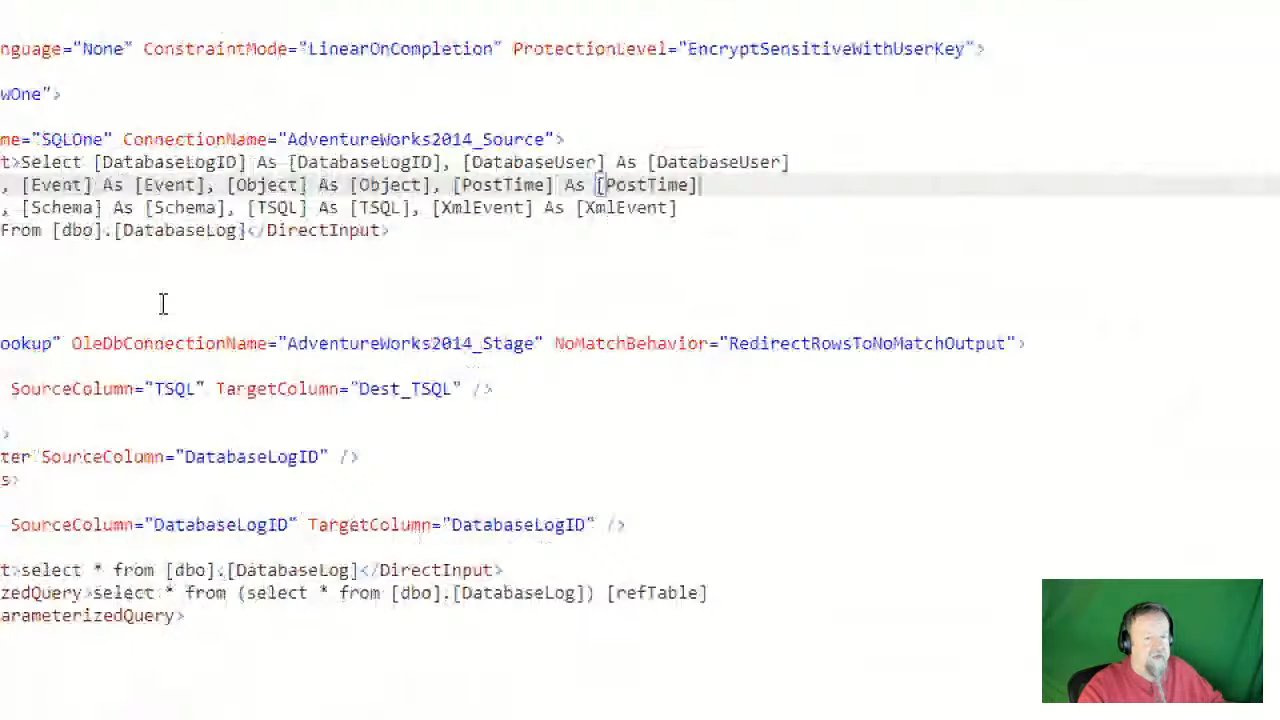 nguage="None" ConstraintMode="LinearOnCompletion" ProtectionLevel="EncryptSensitiveWithUserKey">
wOne">
me="SQLOne" ConnectionName="AdventureWorks2014_Source">
t>Select [DatabaseLogID] As [DatabaseLogID], [DatabaseUser] As [DatabaseUser]
, [Event] As [Event], [Object] As [Object], [PostTime] As [PostTime]
, [Schema] As [Schema], [TSQL] As [TSQL], [XmlEvent] As [XmlEvent]
From [dbo].[DatabaseLog]</DirectInput>
ookup" OleDbConnectionName="AdventureWorks2014_Stage" NoMatchBehavior="RedirectRowsToNoMatchOutput">
SourceColumn="TSQL" TargetColumn="Dest_TSQL" />
>
ter SourceColumn="DatabaseLogID" />
s>
SourceColumn="DatabaseLogID" TargetColumn="DatabaseLogID" />
t>select * from [dbo].[DatabaseLog]</DirectInput>
zedQuery>select * from (select * from [dbo].[DatabaseLog]) [refTable]
arameterizedQuery>